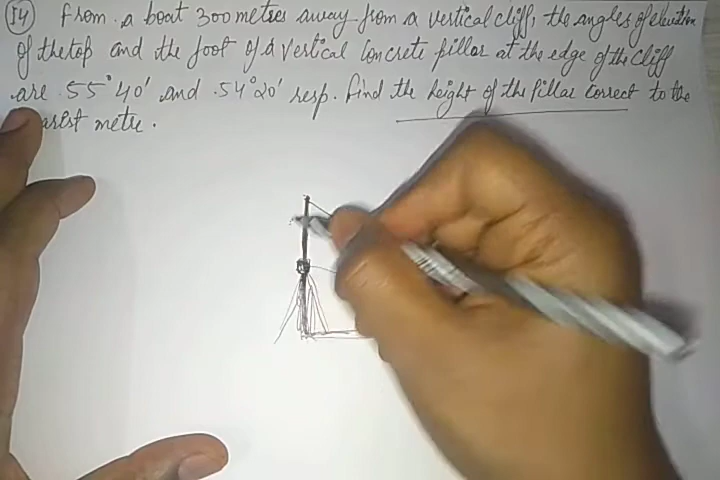 54 From a boat 300 metres away from a vertical cliff, the angles of elevation
of the top and the foot of a vertical concrete pillar at the edge of the cliff
are 55°40' and 54°20' resp. find the height of the Pillar correct to the
arest metre.